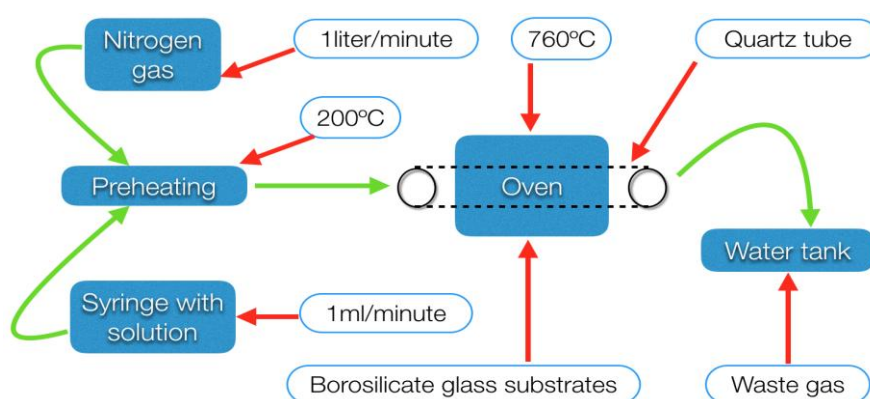 Nitrogen
gas
1liter/minute
760ºC
Quartz tube
200ºC
Preheating
Oven
Water tank
Syringe with
solution
1ml/minute
Borosilicate glass substrates
Waste gas